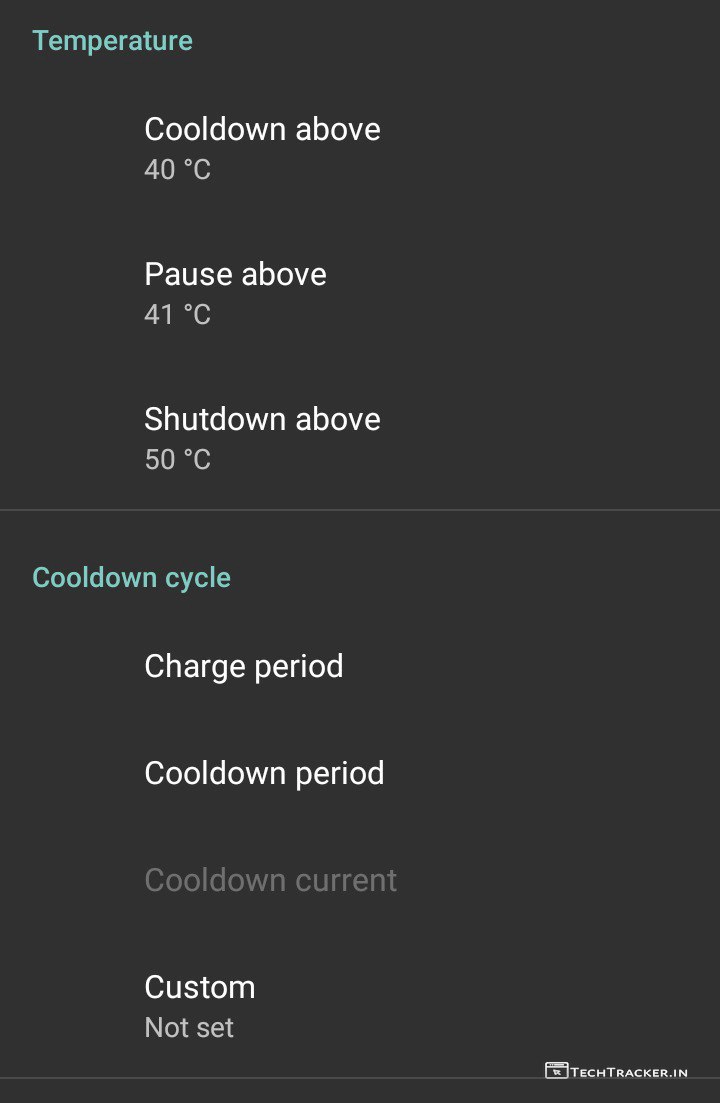 Temperature
Cooldown above
40 °C
Pause above
41 °C
Shutdown above
50 °C
Cooldown cycle
Charge period
Cooldown period
Cooldown current
Custom
Not set
TECHTRACKER.IN